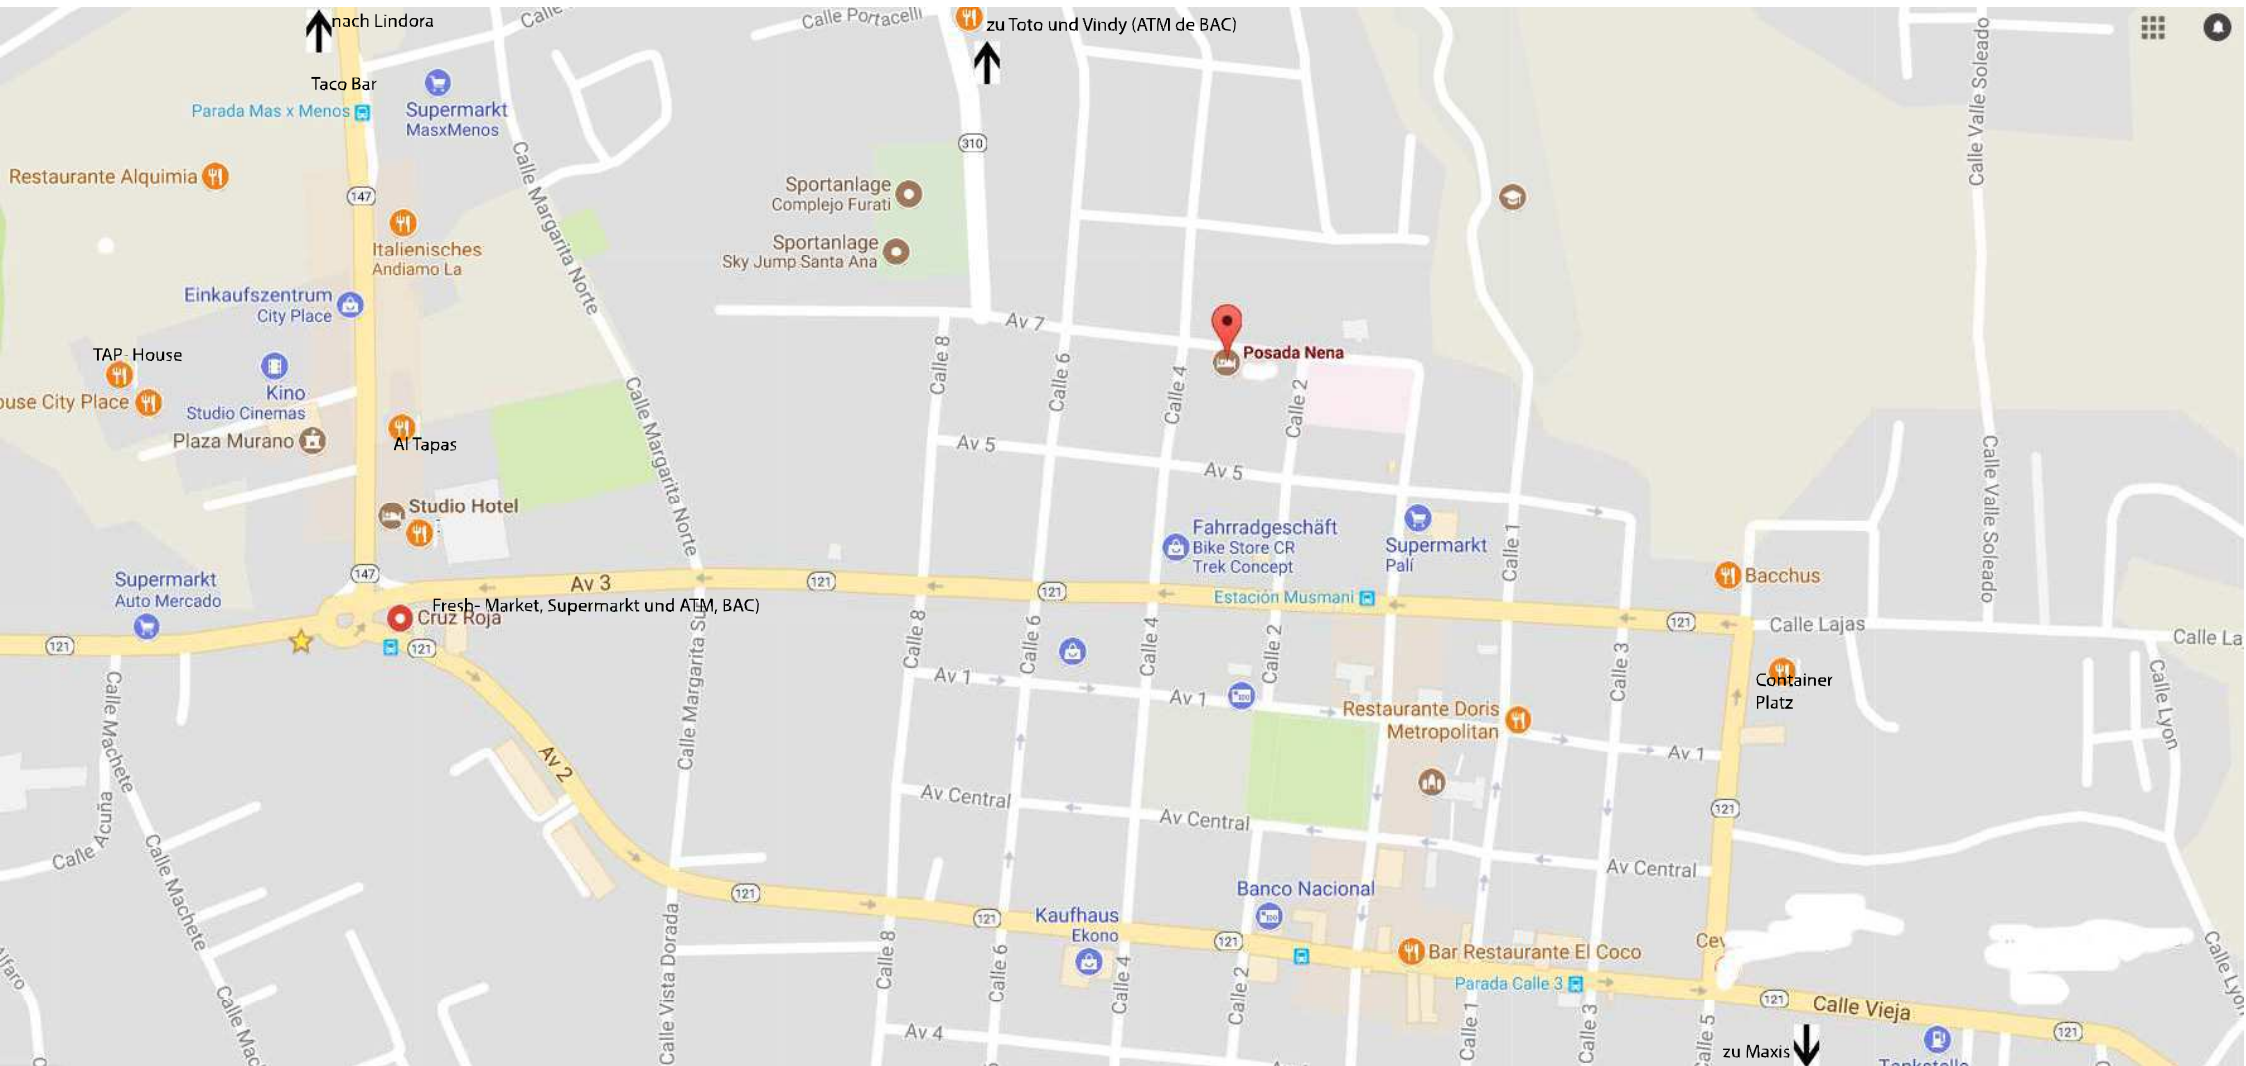 nach Lindora
Calle
Calle Portacelli
zu Toto und Vindy (ATM de BAC)
Calle Valle Soleado
Taco Bar
Parada Mas x Menos
Supermarkt
MasxMenos
310
147
Restaurante Alquimia
Calle Margarita Norte
Sportanlage
Complejo Furati
Italienisches
Andiamo La
Sportanlage
Sky Jump Santa Ana
Einkaufszentrum
City Place
Av 7
Calle 8
Calle 6
Calle 4
Calle 2
Posada Nena
TAP- House
Kino
Studio Cinemas
ouse City Place
Plaza Murano
Al Tapas
Calle Margarita Norte
Av 5
Av 5
Calle Valle Soleado
Studio Hotel
Fahrradgeschäft
Bike Store CR
Trek Concept
Supermarkt
Palí
Calle 1
147
Supermarkt
Auto Mercado
Av 3
121
121
Estación Musmani
Bacchus
Fresh- Market, Supermarkt und ATM, BAC)
Cruz Roja
121
121
121
Calle Lajas
Calle La
Calle Machete
Calle Margarita Sur
Calle 8
Calle 6
Calle 4
Calle 2
Calle 3
Calle Lyon
Av 1
Av 1
Container
Platz
Restaurante Doris
Metropolitan
Av 1
Av 2
Av Central
Av Central
121
Calle Acuña
Calle Machete
Av Central
121
Banco Nacional
Kaufhaus
Ekono
121
121
Bar Restaurante El Coco
Cev
Parada Calle 3
Calle Vista Dorada
Calle 8
Calle 6
Calle 4
Calle 2
Calle 1
Calle 3
Calle 5
Calle Lyon
121
Calle Vieja
121
Alfaro
Calle Mac
Av 4
zu Maxis
Tankstelle